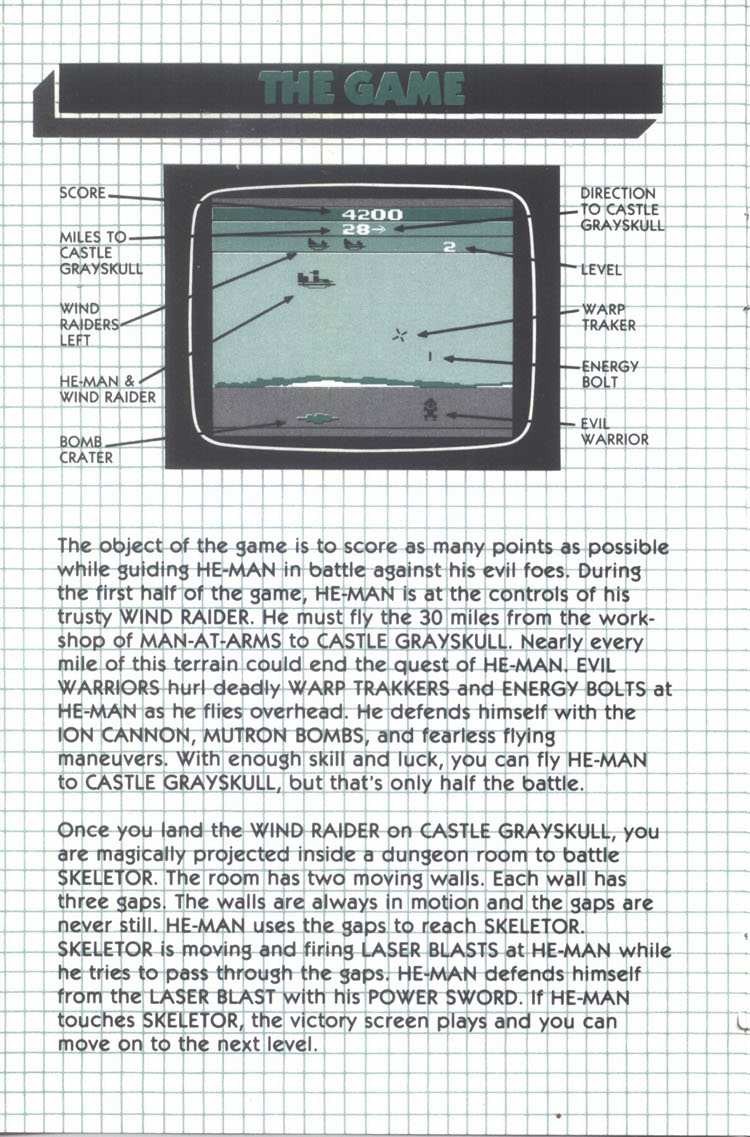 THE GAME
SCORE
MILES TO
CASTLE
GRAYSKULL
WIND
RAIDERS
LEFT
HE-MAN &
WIND RAIDER
BOMB
CRATER
4200
28→
2
DIRECTION
TO CASTLE
GRAYSKULL
LEVEL
WARP
TRAKER
ENERGY
BOLT
EVIL
WARRIOR
The object of the game is to score as many points as possible
while guiding HE-MAN in battle against his evil foes. During
the first half of the game, HE-MAN is at the controls of his
trusty WIND RAIDER. He must fly the 30 miles from the work-
shop of MAN-AT-ARMS to CASTLE GRAYSKULL. Nearly every
mile of this terrain could end the quest of HE-MAN. EVIL
WARRIORS hurl deadly WARP TRAKKERS and ENERGY BOLTS at
HE-MAN as he flies overhead. He defends himself with the
ION CANNON, MUTRON BOMBS, and fearless flying
maneuvers. With enough skill and luck, you can fly HE-MAN
to CASTLE GRAYSKULL, but that's only half the battle.
Once you land the WIND RAIDER on CASTLE GRAYSKULL, you
are magically projected inside a dungeon room to battle
SKELETOR. The room has two moving walls. Each wall has
three gaps. The walls are always in motion and the gaps are
never still. HE-MAN uses the gaps to reach SKELETOR.
SKELETOR is moving and firing LASER BLASTS at HE-MAN while
he tries to pass through the gaps. HE-MAN defends himself
from the LASER BLAST with his POWER SWORD. If HE-MAN
touches SKELETOR, the victory screen plays and you can
move on to the next level.